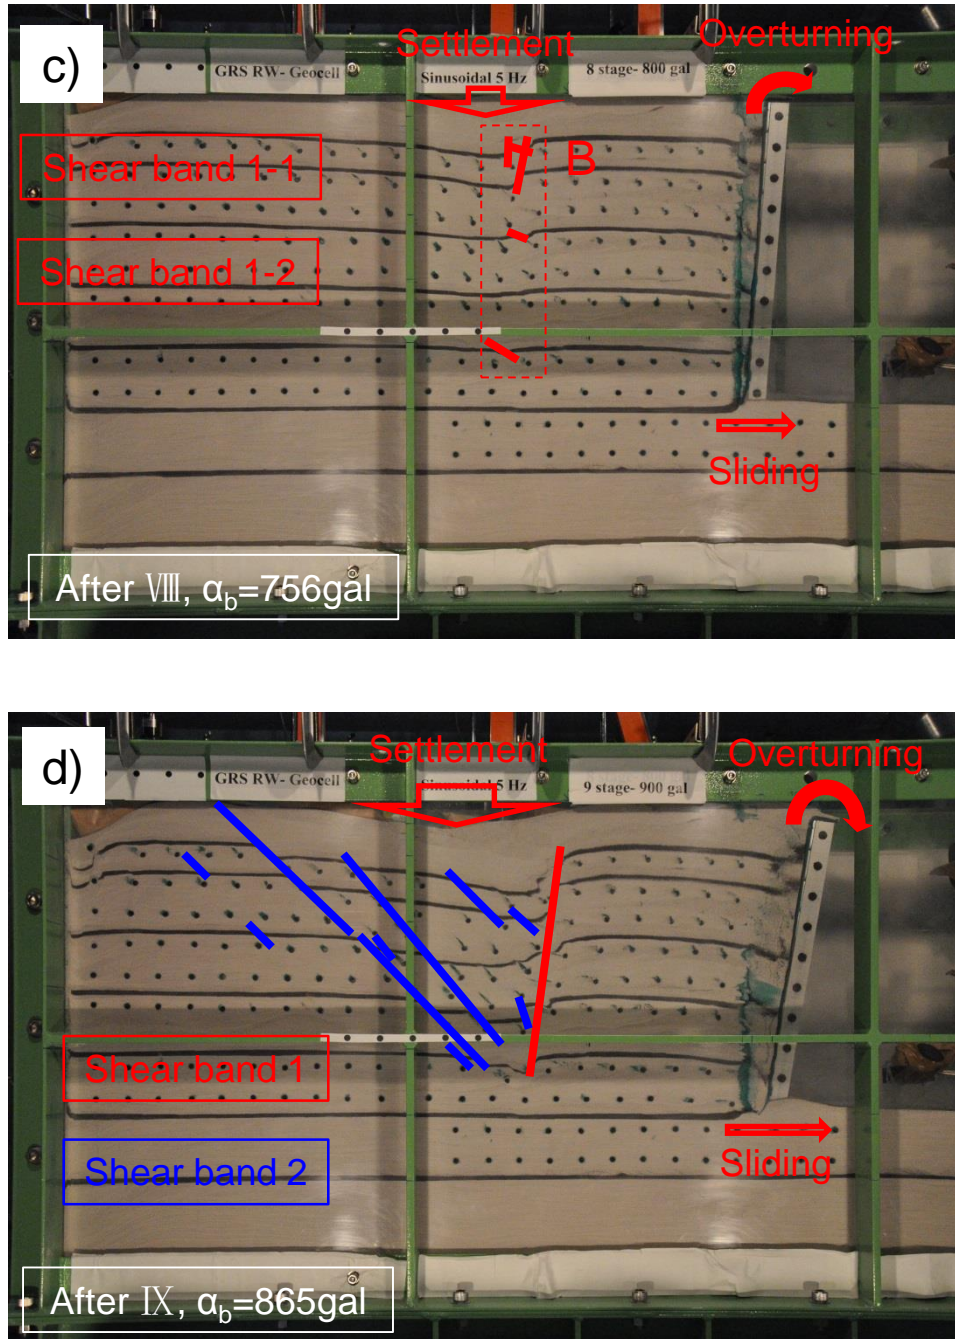 c)
Settlement
Overturning
GRS RW- Geocell
Sinusoidal 5 Hz
8 stage- 800 gal
B
Shear band 1-1
Shear band 1-2
Sliding
After Ⅷ, αb=756gal
d)
Settlement
Overturning
GRS RW- Geocell
Sinusoidal 5 Hz
9 stage- 900 gal
Shear band 1
Shear band 2
Sliding
After Ⅸ, αb=865gal